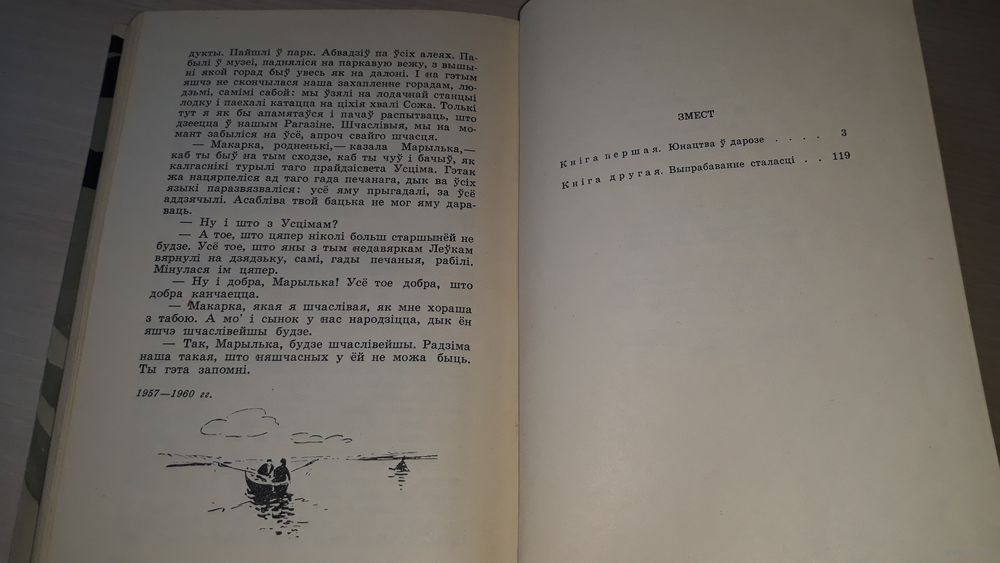 дукты. Пайшлі ў парк. Абвадзіў па ўсіх алеях. Па-
былі ў музеі, падняліся на паркавую вежу, з вышы-
ні якой горад быў увесь як на далоні. І на гэтым
яшчэ не скончылася наша захапленне горадам, лю-
дзьмі, самімі сабой: мы ўзялі на лодачнай станцыі
лодку і паехалі катацца на ціхія хвалі Сожа. Толькі
тут я як бы апамятаўся і пачаў распытваць, што
дзеецца ў нашым Рагазіне. Шчаслівыя, мы на мо-
мант забыліся на ўсё, апроч свайго шчасця.
— Макарка, родненькі,— казала Марылька,—
каб ты быў на тым сходзе, каб ты чуў і бачыў, як
калгаснікі турылі таго прайдзісвета Усціма. Гэтак
жа нацярпеліся ад таго гада печанага, дык ва ўсіх
языкі паразвязваліся: усё яму прыгадалі, за ўсё
аддзячылі. Асабліва твой бацька не мог яму дара-
ваць.
— Ну і што з Усцімам?
— А тое, што цяпер ніколі больш старшынёй не
будзе. Усё тое, што яны з тым недавяркам Леўкам
вярнулі на дзядзьку, самі, гады печаныя, рабілі.
Мінулася ім цяпер.
— Ну і добра, Марылька! Усё тое добра, што
добра канчаецца.
— Макарка, якая я шчаслівая, як мне хораша
з табою. А мо' і сынок у нас народзіцца, дык ён
яшчэ шчаслівейшы будзе.
— Так, Марылька, будзе шчаслівейшы. Радзіма
наша такая, што няшчасных у ёй не можа быць.
Ты гэта запомні.
1957—1960 гг.
ЗМЕСТ
Кніга першая. Юнацтва ў дарозе . . . . 3
Кніга другая. Выпрабаванне сталасці . . 119